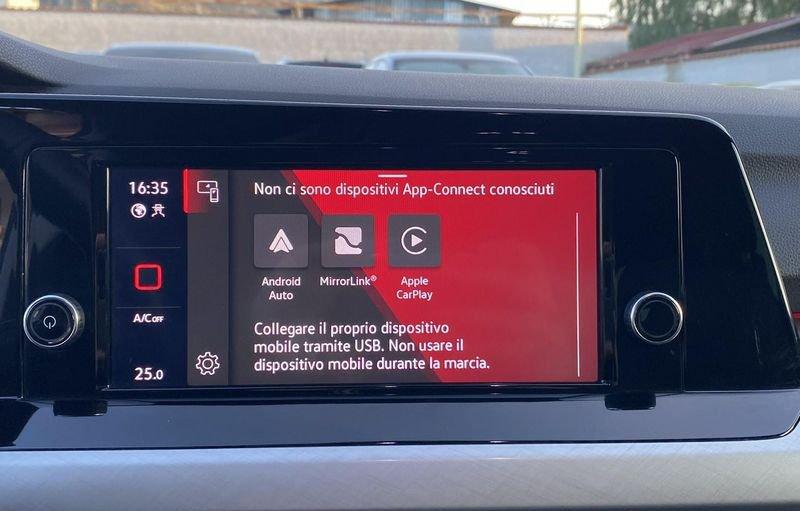 16:35
Non ci sono dispositivi App-Connect conosciuti
Android
Auto
MirrorLink®
Apple
CarPlay
A/C OFF
Collegare il proprio dispositivo
mobile tramite USB. Non usare il
dispositivo mobile durante la marcia.
25.0